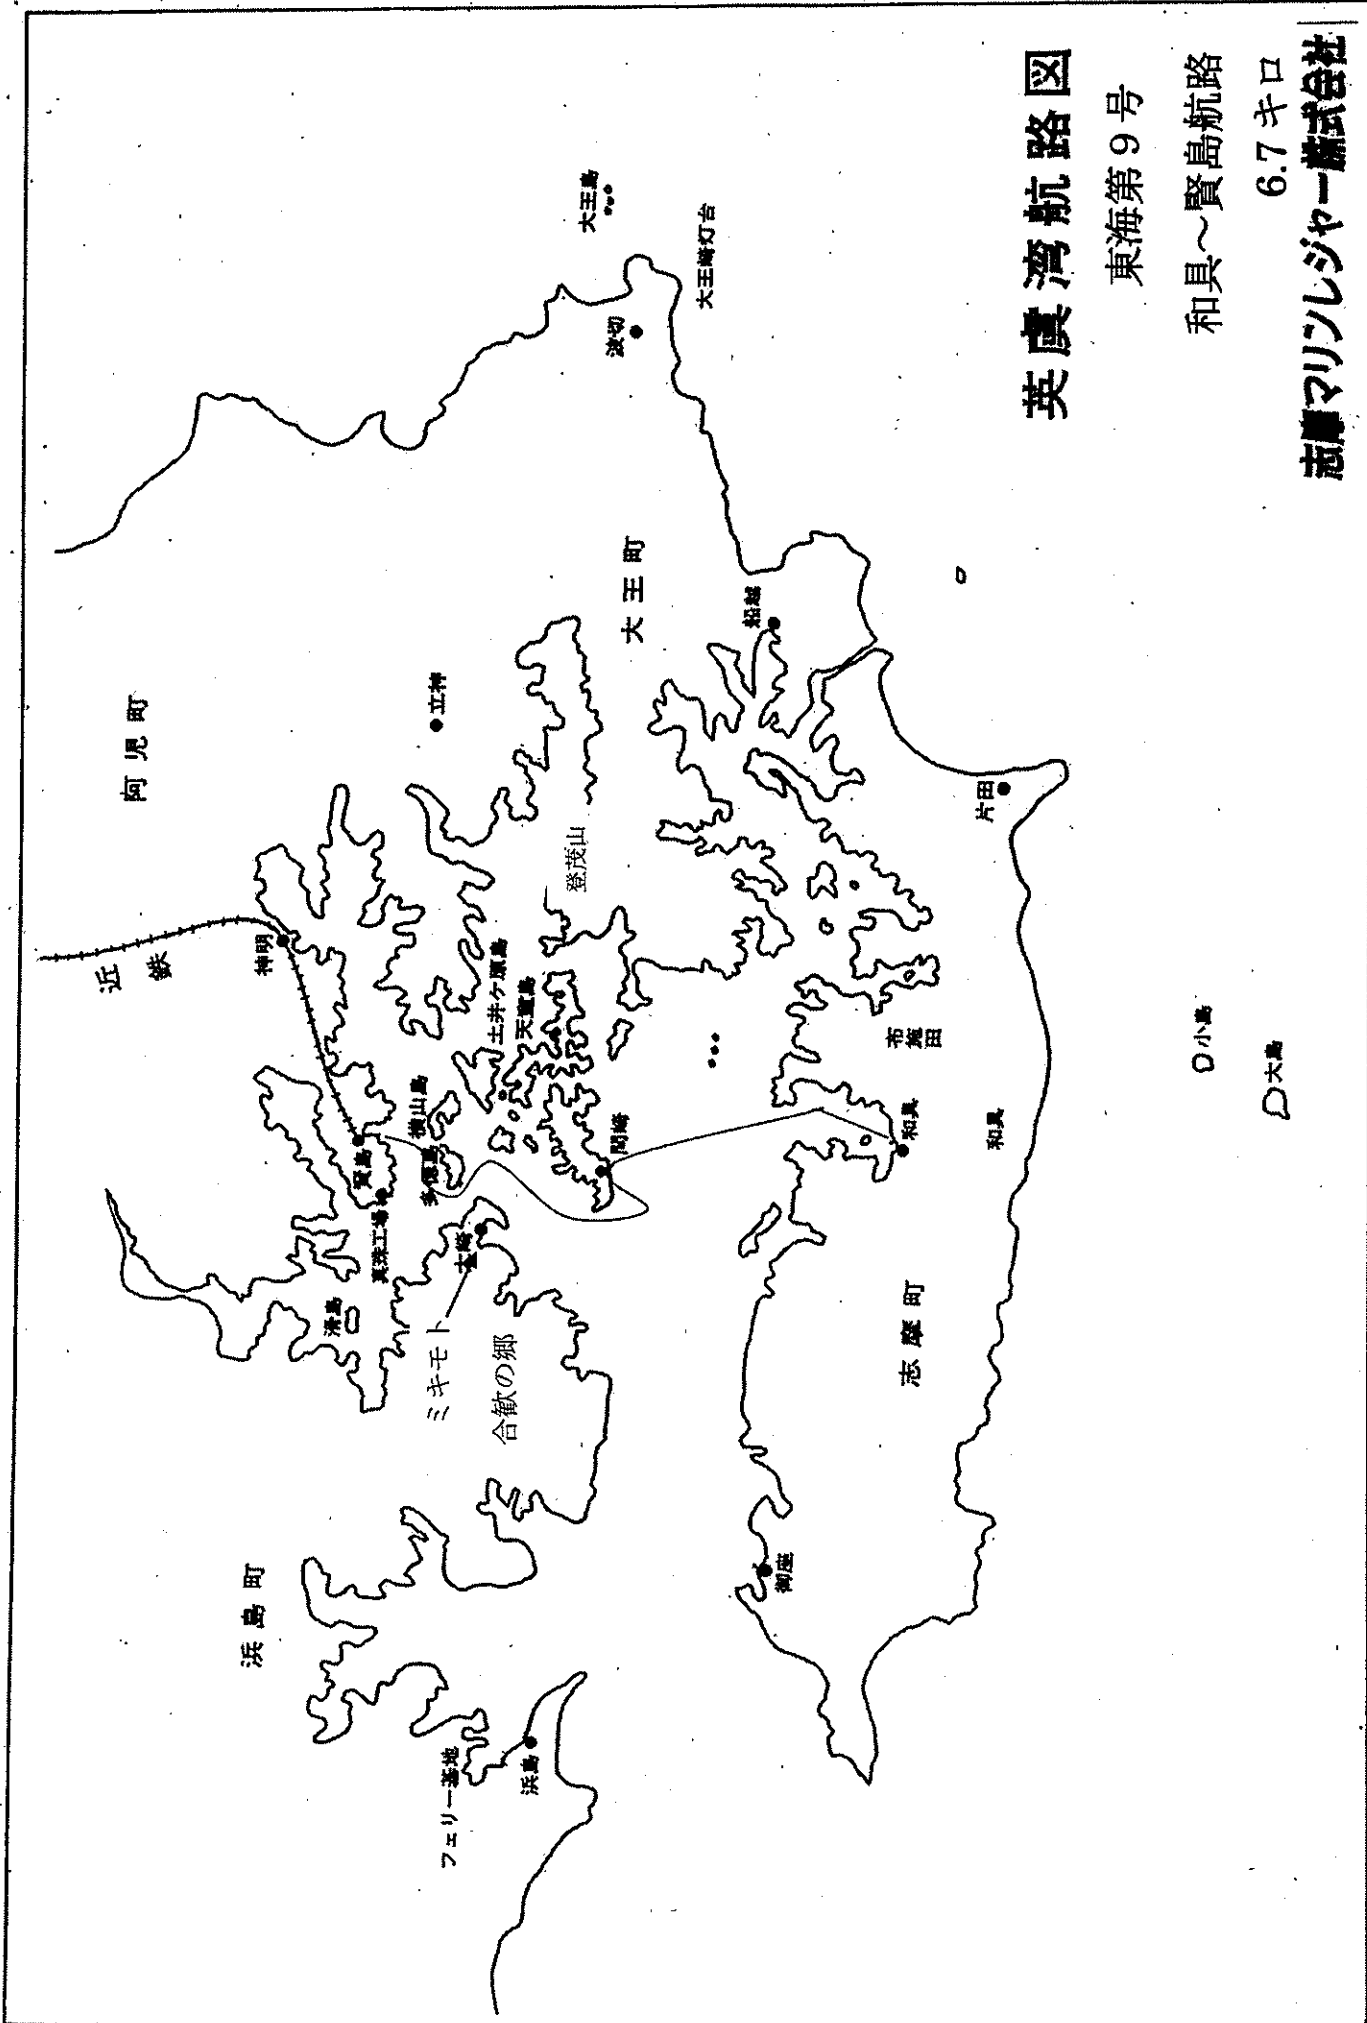 英虞湾航路図
東海第9号
和具～賢島航路
6.7キロ
志摩マリンレジャー株式会社
阿児町
近鉄
神明
立神
賢島
真珠工場
横山島
多徳島
土井ケ原島
天童島
間崎
登茂山
大王町
船越
波切
大王島
大王崎灯台
片田
布施田
和具
和具
小島
大島
志摩町
御座
大崎
ミキモト
合歓の郷
浜島町
フェリー基地
浜島